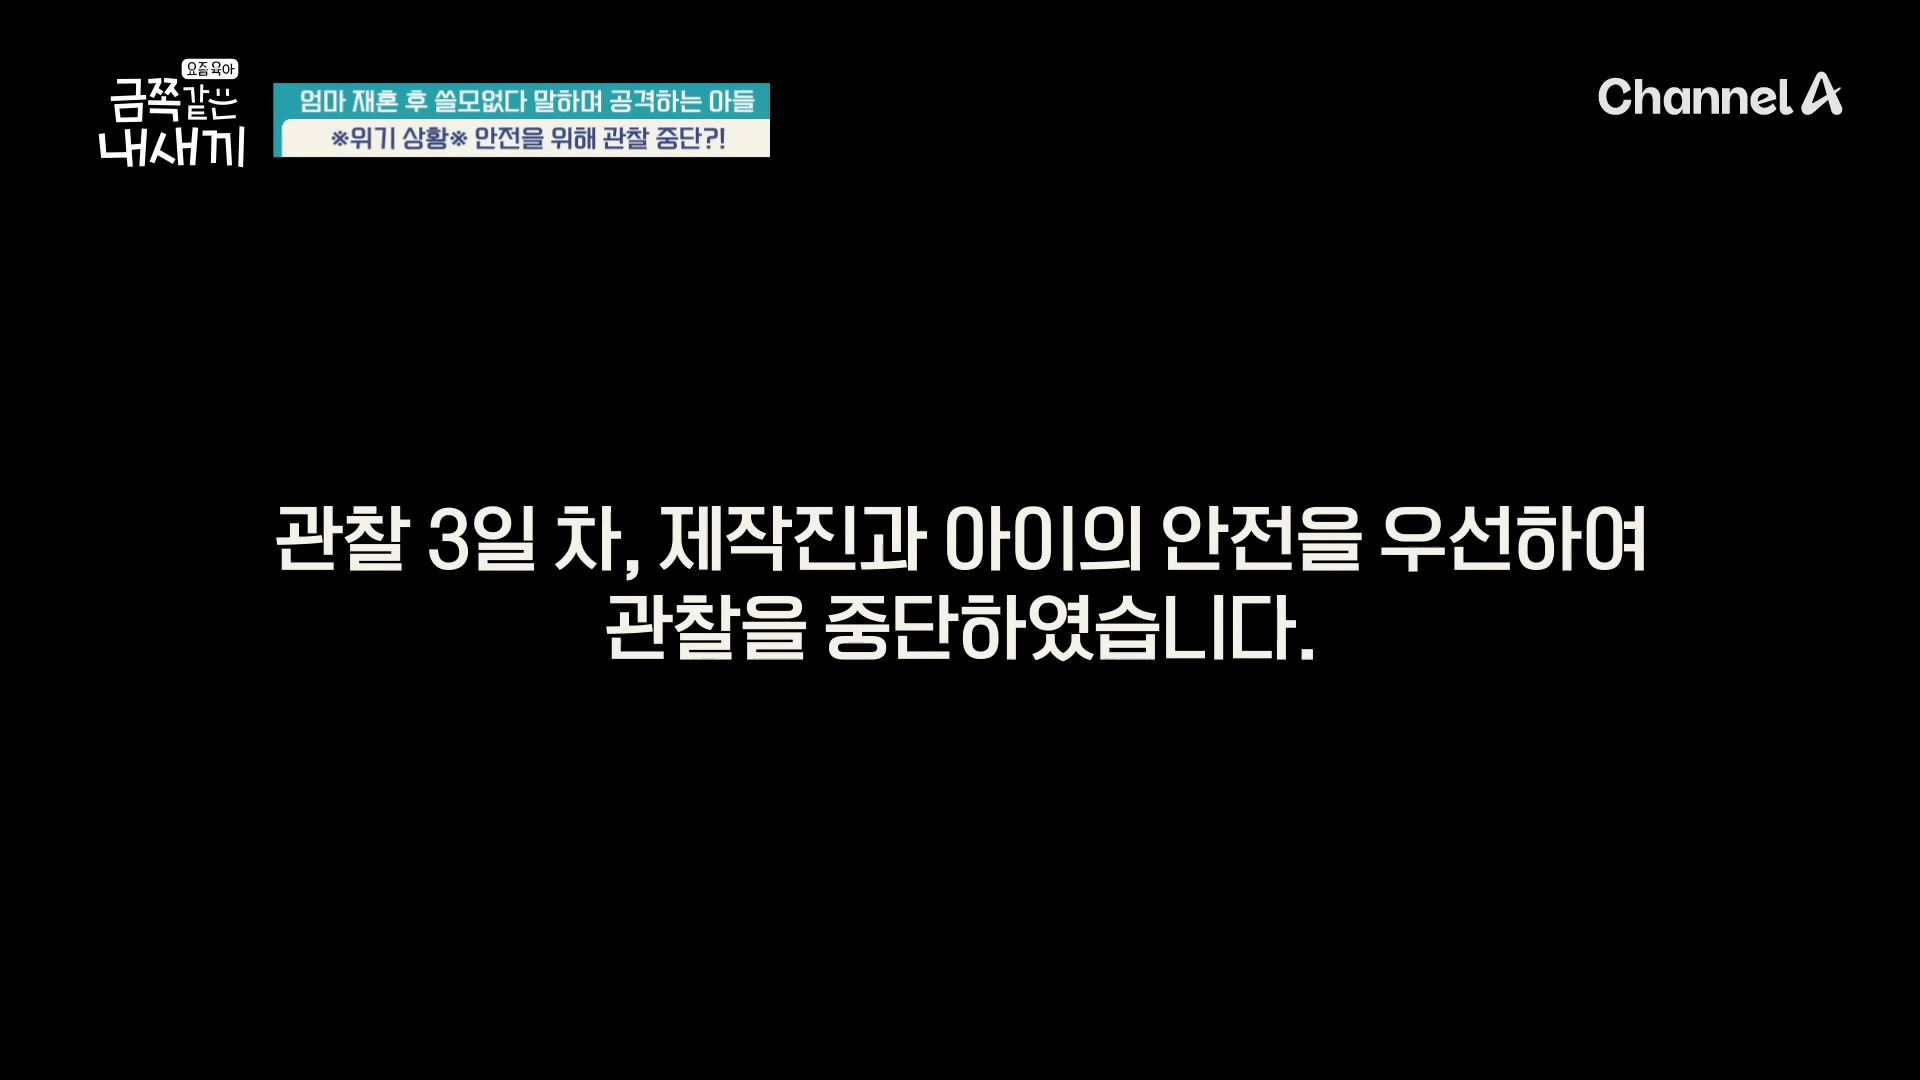 요즘 육아
금쪽같은
내새끼
엄마 재혼 후 쓸모없다 말하며 공격하는 아들
※위기 상황※ 안전을 위해 관찰 중단?!
Channel A
관찰 3일 차, 제작진과 아이의 안전을 우선하여
관찰을 중단하였습니다.